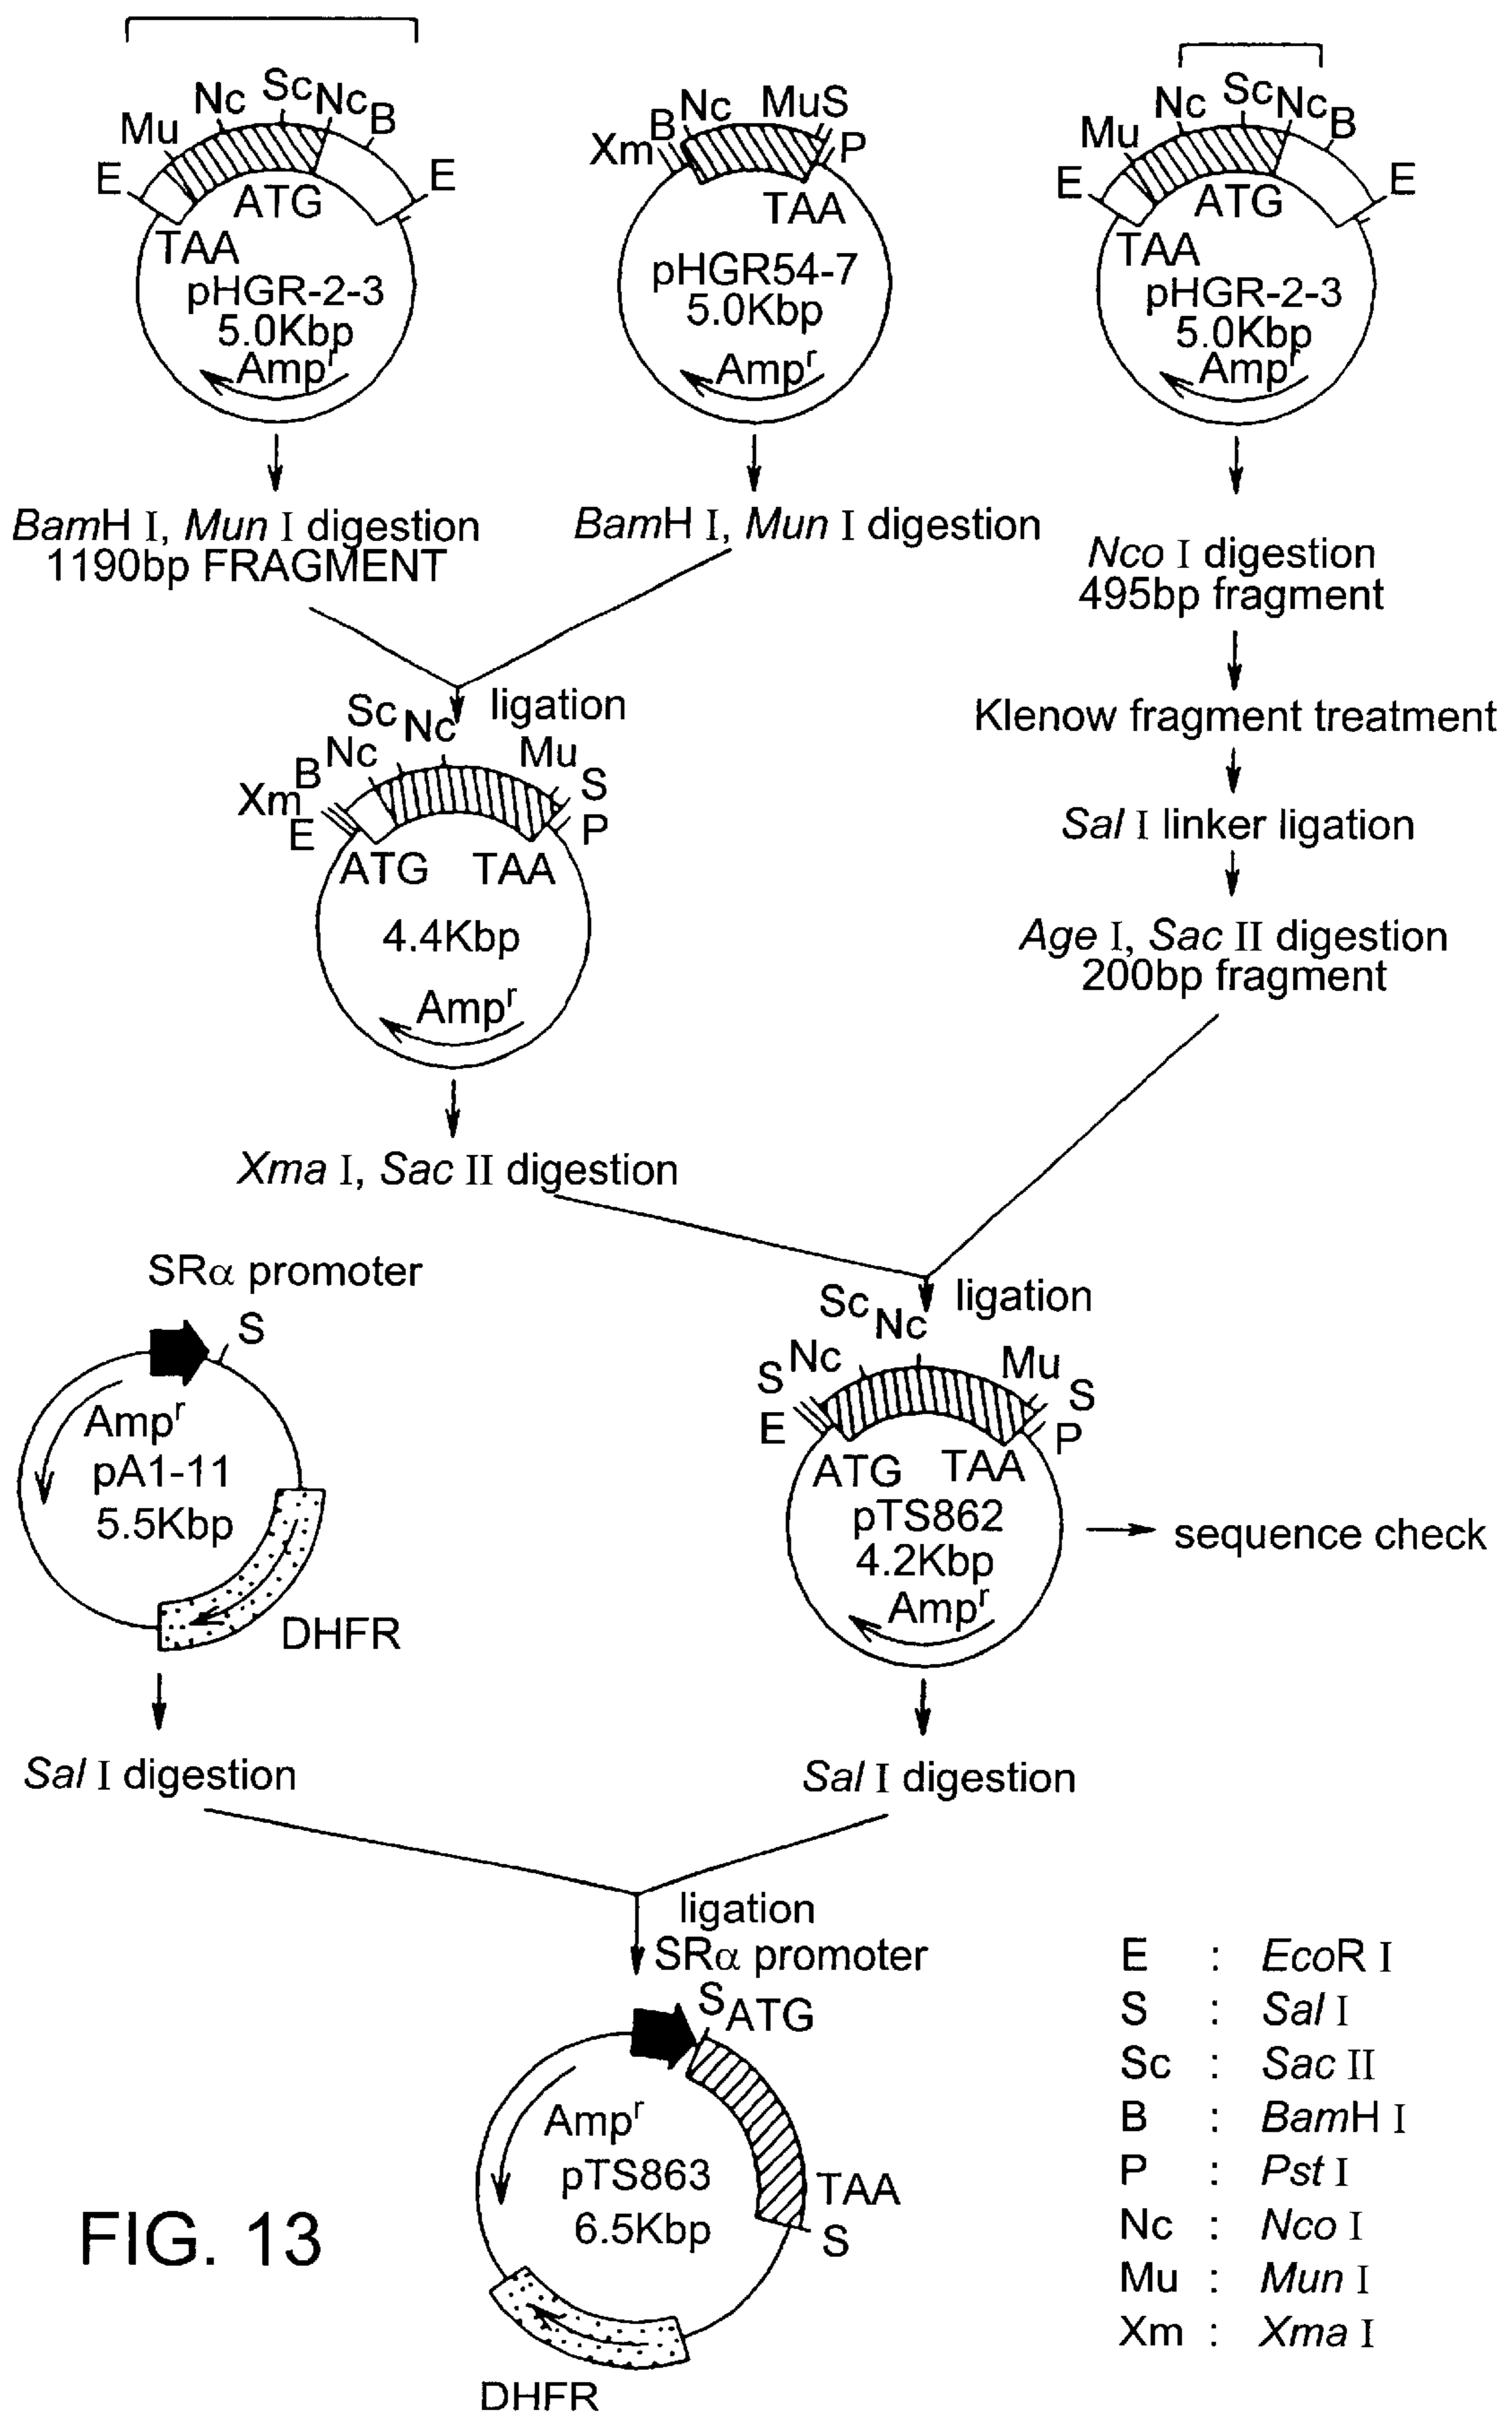 Mu
Nc
Sc
Nc
B
E
E
ATG
TAA
pHGR-2-3
5.0Kbp
Ampʳ
Xm
B
Nc
Mu
S
P
TAA
pHGR54-7
5.0Kbp
Ampʳ
Mu
Nc
Sc
Nc
B
E
E
ATG
TAA
pHGR-2-3
5.0Kbp
Ampʳ
BamH I, Mun I digestion
1190bp FRAGMENT
BamH I, Mun I digestion
Nco I digestion
495bp fragment
Klenow fragment treatment
Sal I linker ligation
Age I, Sac II digestion
200bp fragment
ligation
Sc
Nc
Nc
B
Xm
E
Mu
S
P
ATG
TAA
4.4Kbp
Ampʳ
Xma I, Sac II digestion
SRα promoter
S
Ampʳ
pA1-11
5.5Kbp
DHFR
ligation
Sc
Nc
Nc
S
E
Mu
S
P
ATG
TAA
pTS862
4.2Kbp
Ampʳ
sequence check
Sal I digestion
Sal I digestion
ligation
SRα promoter
S
ATG
Ampʳ
pTS863
6.5Kbp
TAA
S
DHFR
E : EcoR I
S : Sal I
Sc : Sac II
B : BamH I
P : Pst I
Nc : Nco I
Mu : Mun I
Xm : Xma I
FIG. 13